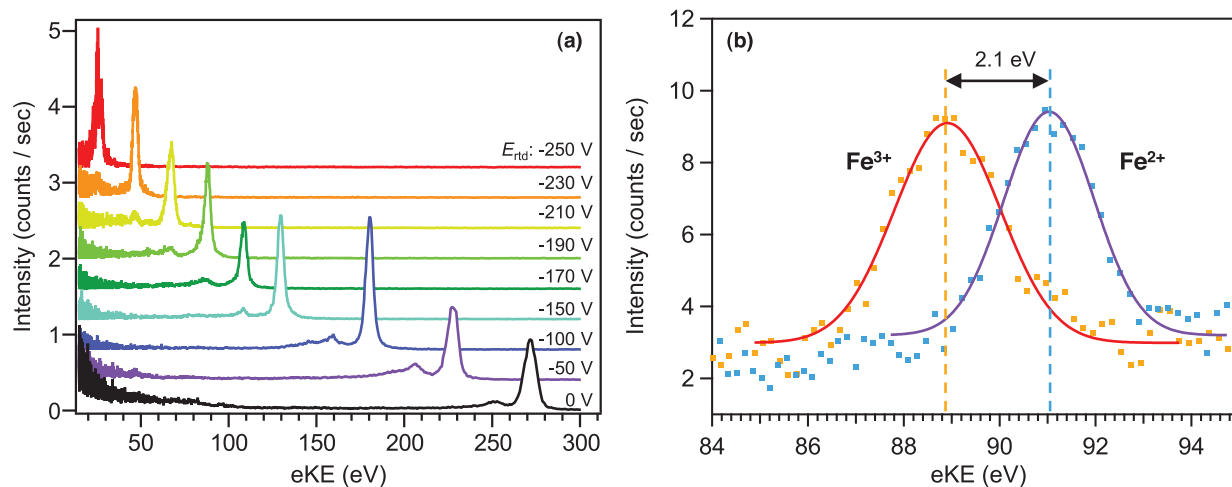 (a)
5
4
3
2
1
0
Intensity (counts / sec)
E_rtd: -250 V
-230 V
-210 V
-190 V
-170 V
-150 V
-100 V
-50 V
0 V
50 100 150 200 250 300
eKE (eV)
(b)
12
10
8
6
4
2
Intensity (counts / sec)
2.1 eV
Fe³⁺
Fe²⁺
84 86 88 90 92 94
eKE (eV)